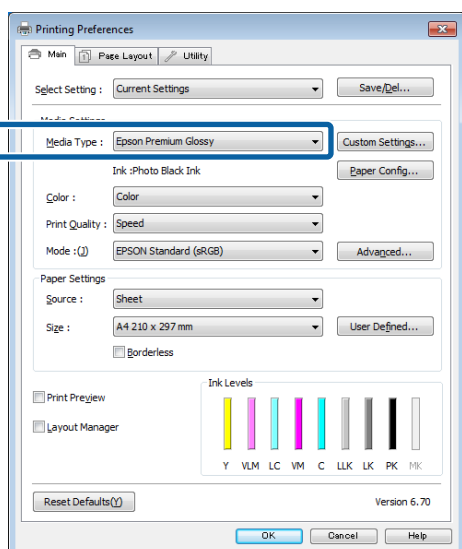 Printing Preferences
Main Page Layout Utility
Select Setting : Current Settings Save/Del...
Media Settings
Media Type : Epson Premium Glossy Custom Settings...
Ink :Photo Black Ink Paper Config...
Color : Color
Print Quality : Speed
Mode :(J) EPSON Standard (sRGB) Advanced...
Paper Settings
Source : Sheet
Size : A4 210 x 297 mm User Defined...
Borderless
Ink Levels
Print Preview
Layout Manager
Y VLM LC VM C LLK LK PK MK
Reset Defaults(Y) Version 6.70
OK Cancel Help